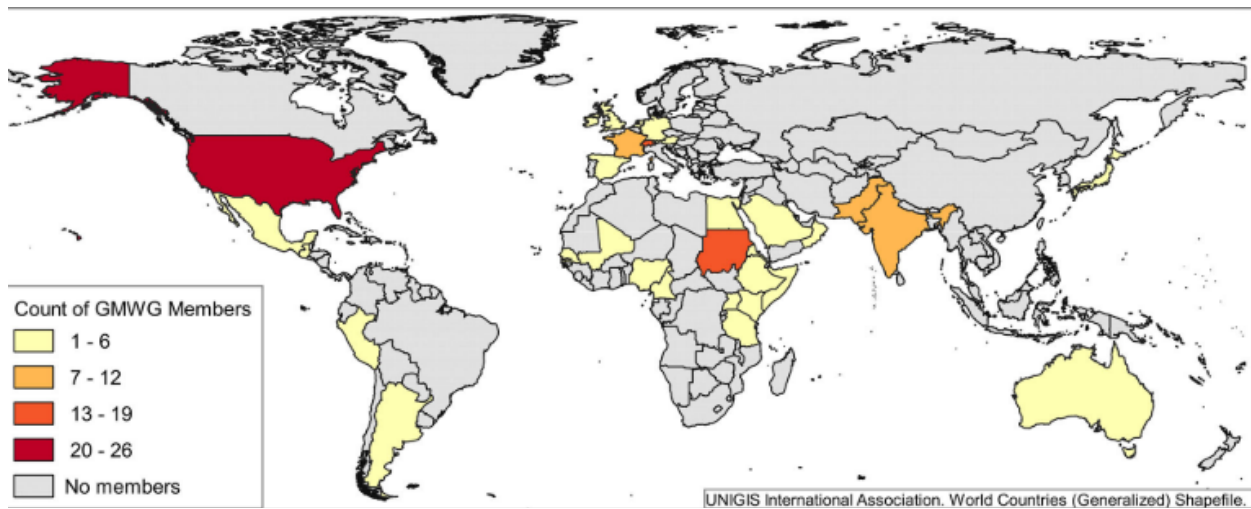 Count of GMWG Members
1 - 6
7 - 12
13 - 19
20 - 26
No members
UNIGIS International Association. World Countries (Generalized) Shapefile.